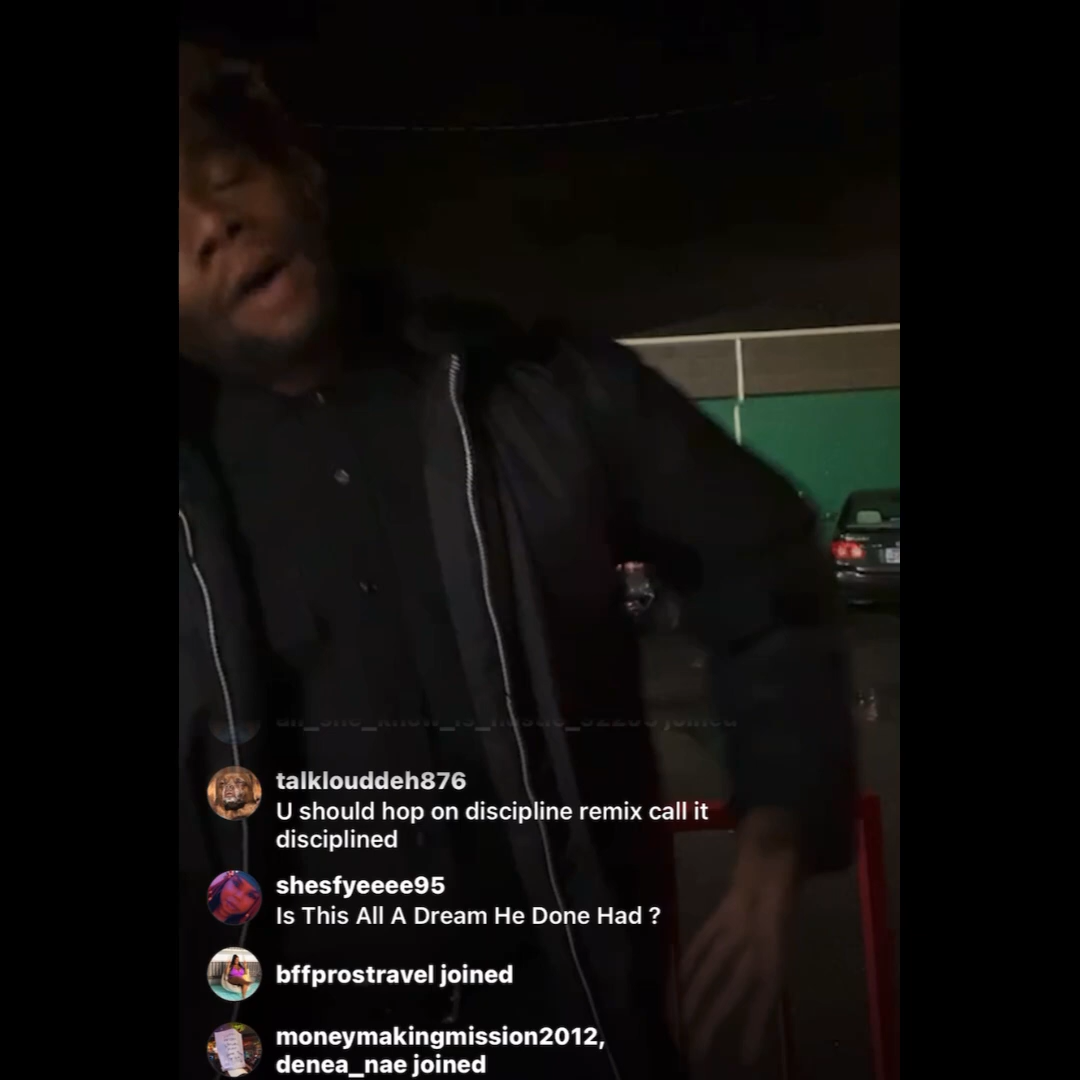 talklouddeh876
U should hop on discipline remix call it
disciplined
shesfyeeee95
Is This All A Dream He Done Had ?
bffprostravel joined
moneymakingmission2012,
denea_nae joined